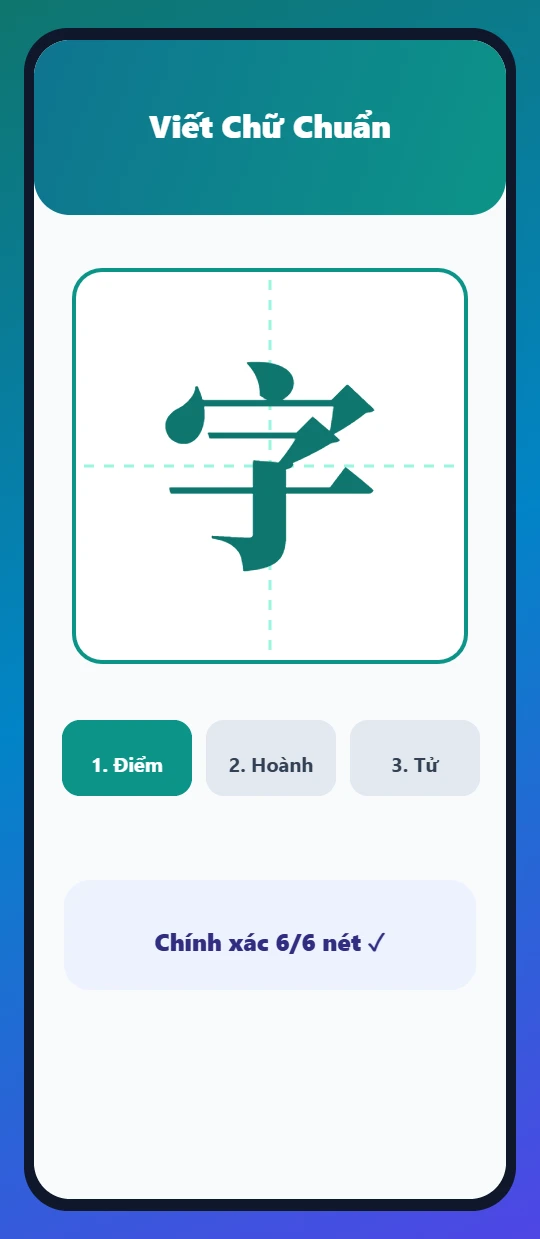 Viết Chữ Chuẩn
字
1. Điểm
2. Hoành
3. Tử
Chính xác 6/6 nét ✓